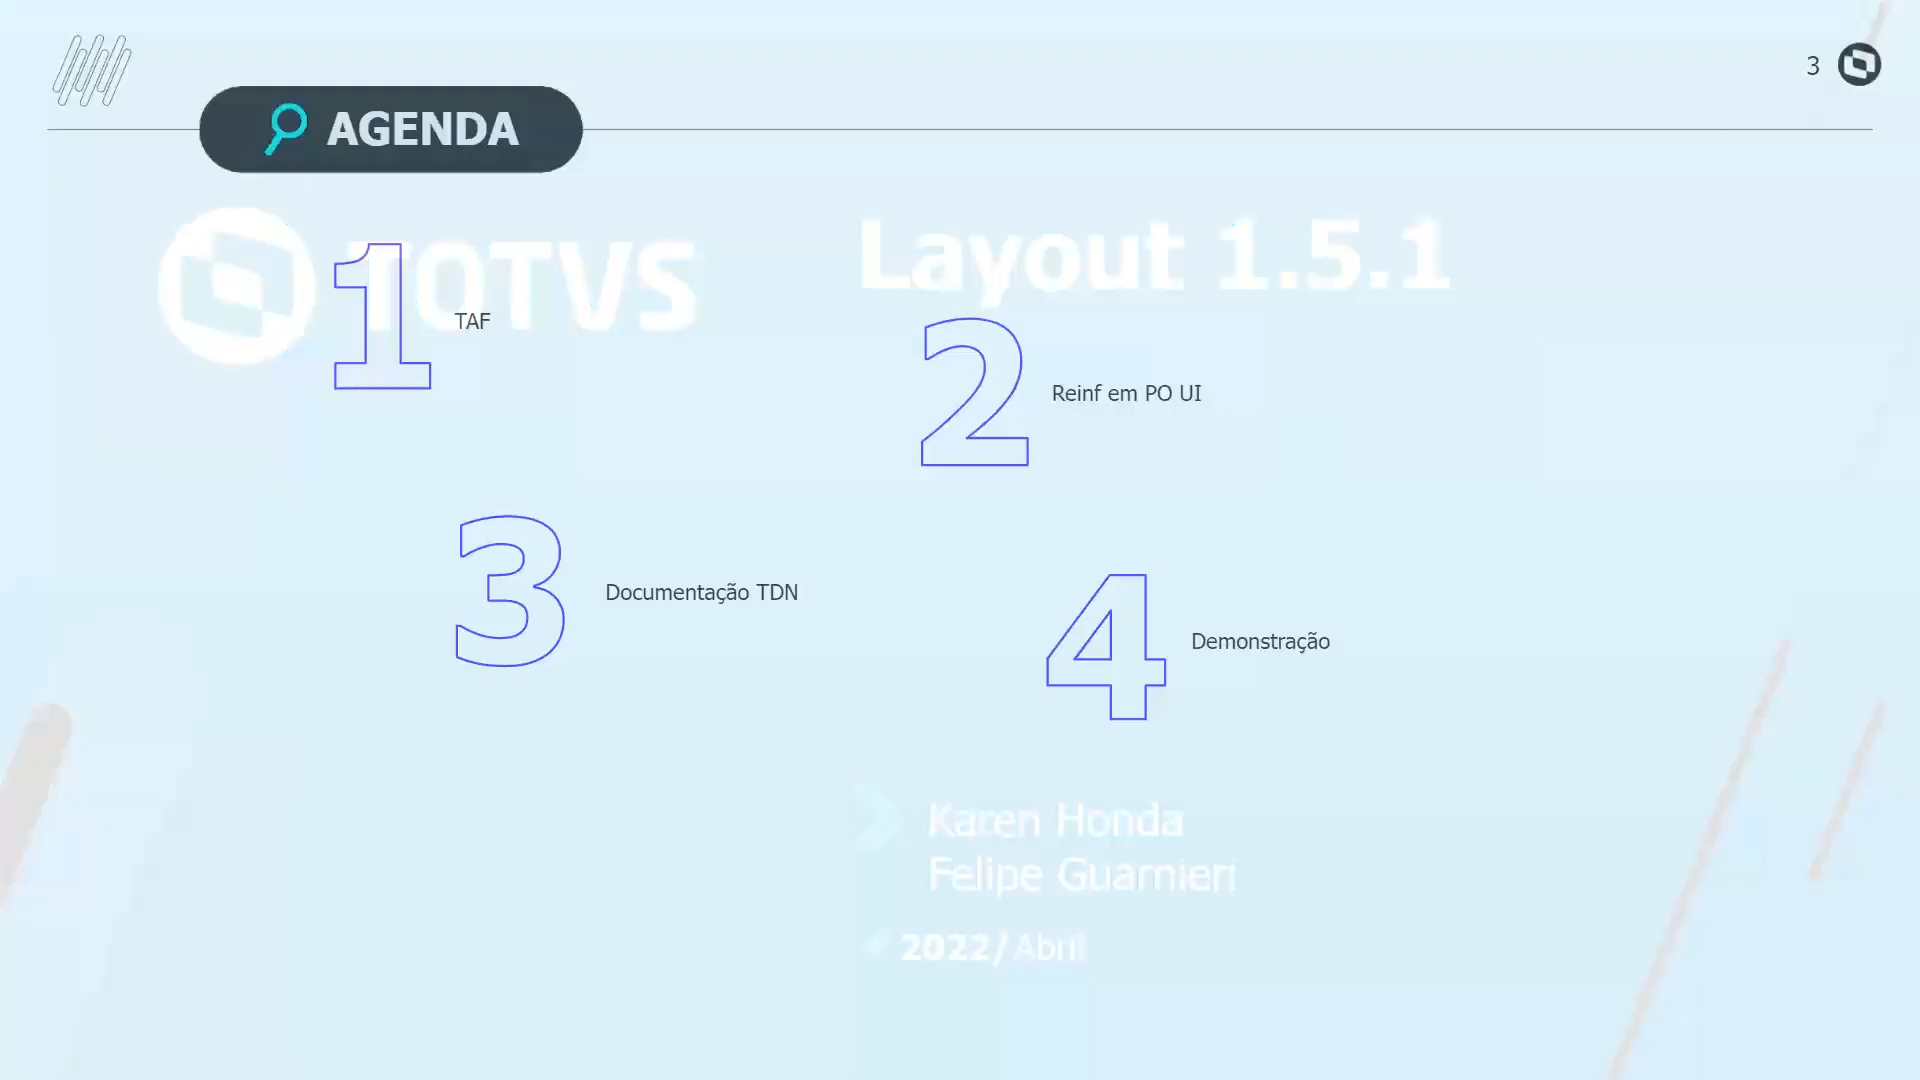 3
AGENDA
TOTVS
Layout 1.5.1
1
TAF
2
Reinf em PO UI
3
Documentação TDN
4
Demonstração
Karen Honda
Felipe Guarnieri
2022/Abril